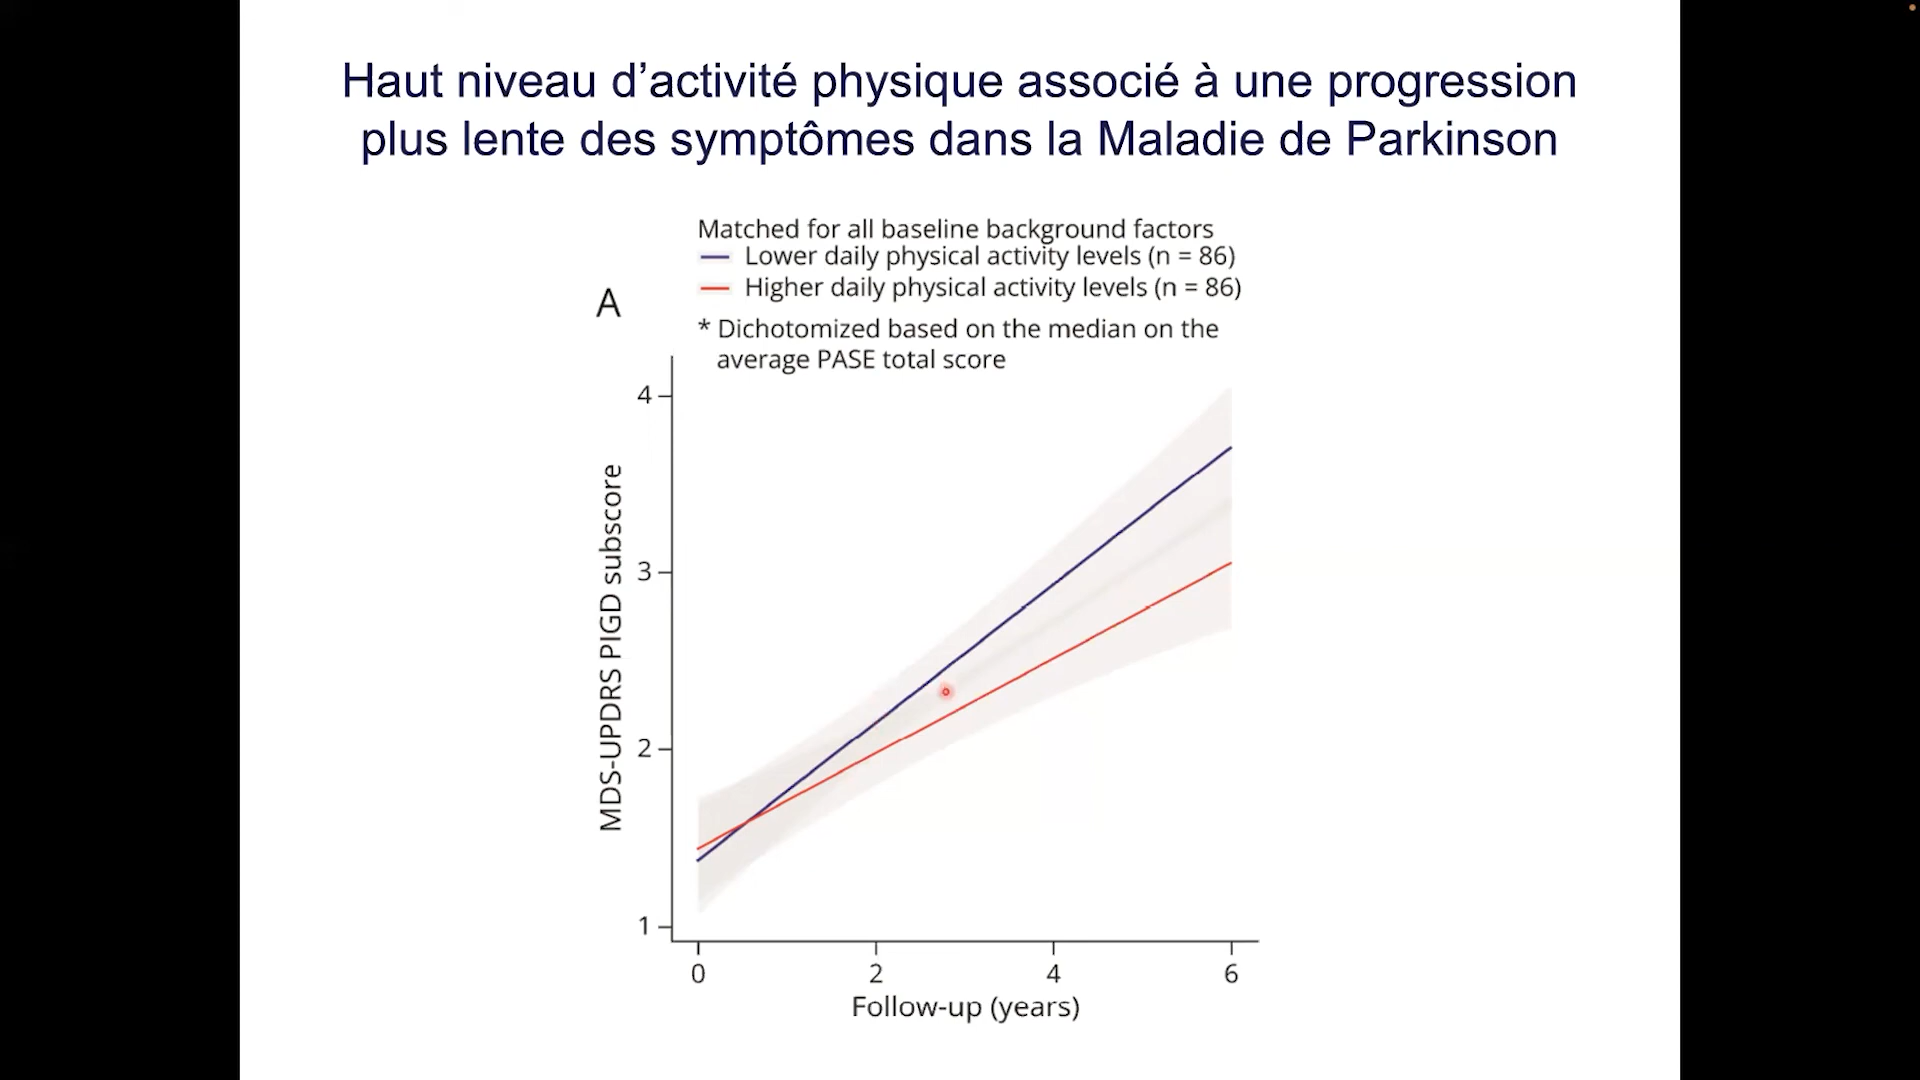 Haut niveau d’activité physique associé à une progression
plus lente des symptômes dans la Maladie de Parkinson
Matched for all baseline background factors
Lower daily physical activity levels (n = 86)
Higher daily physical activity levels (n = 86)
A
* Dichotomized based on the median on the
average PASE total score
MDS-UPDRS PIGD subscore
4
3
2
1
0 2 4 6
Follow-up (years)